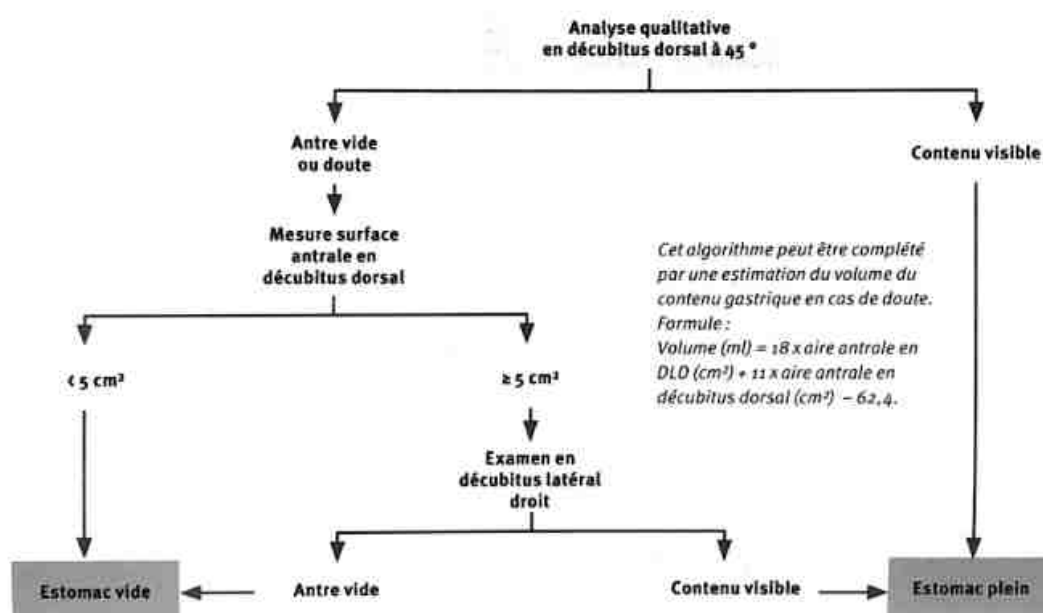 Analyse qualitative
en décubitus dorsal à 45 °
Antre vide
ou doute
Contenu visible
Mesure surface
antrale en
décubitus dorsal
Cet algorithme peut être complété
par une estimation du volume du
contenu gastrique en cas de doute.
Formule :
Volume (ml) = 18 x aire antrale en
DLD (cm²) + 11 x aire antrale en
décubitus dorsal (cm²) – 62,4.
< 5 cm²
≥ 5 cm²
Examen en
décubitus latéral
droit
Estomac vide
Antre vide
Contenu visible
Estomac plein